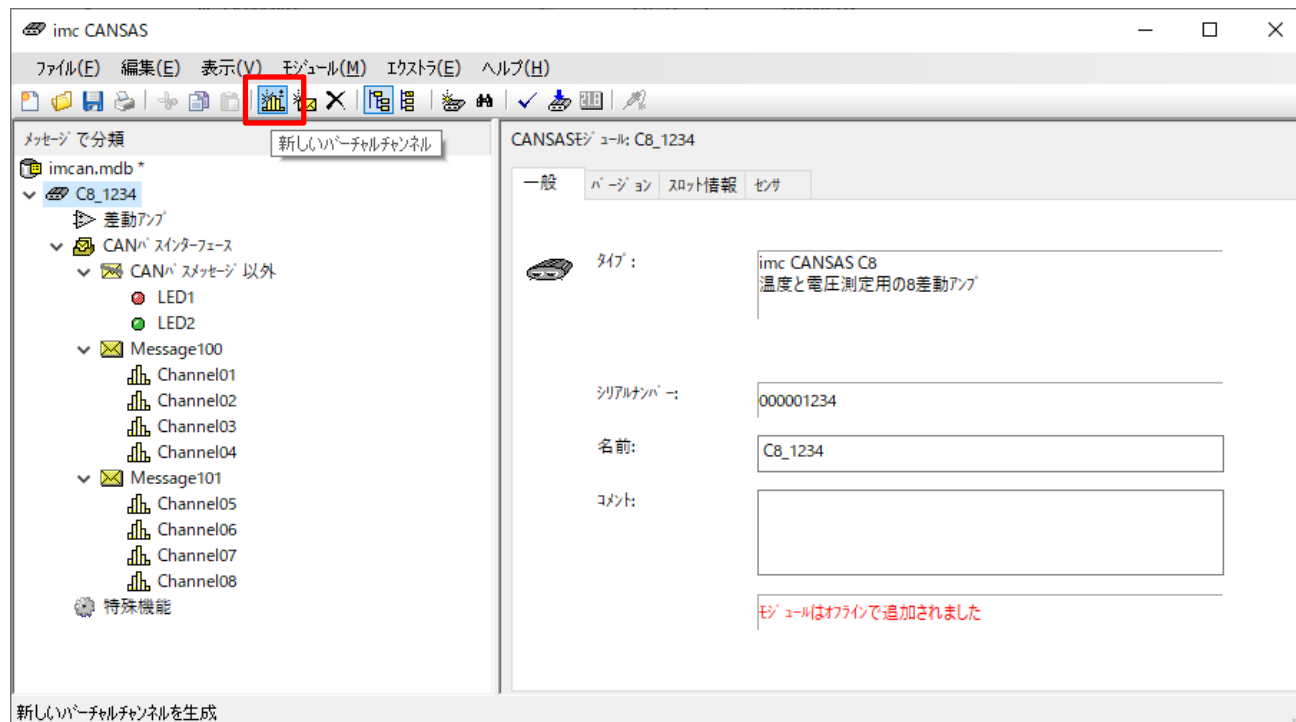 imc CANSAS
ファイル(F) 編集(E) 表示(V) モジュール(M) エクストラ(E) ヘルプ(H)
新しいバーチャルチャンネル
メッセージで分類
imcan.mdb *
C8_1234
差動アンプ
CANバスインターフェース
CANバスメッセージ以外
LED1
LED2
Message100
Channel01
Channel02
Channel03
Channel04
Message101
Channel05
Channel06
Channel07
Channel08
特殊機能
CANSASモジュール: C8_1234
一般 バージョン スロット情報 センサ
タイプ:
imc CANSAS C8
温度と電圧測定用の8差動アンプ
シリアルナンバー:
000001234
名前:
C8_1234
コメント:
モジュールはオフラインで追加されました
新しいバーチャルチャンネルを生成